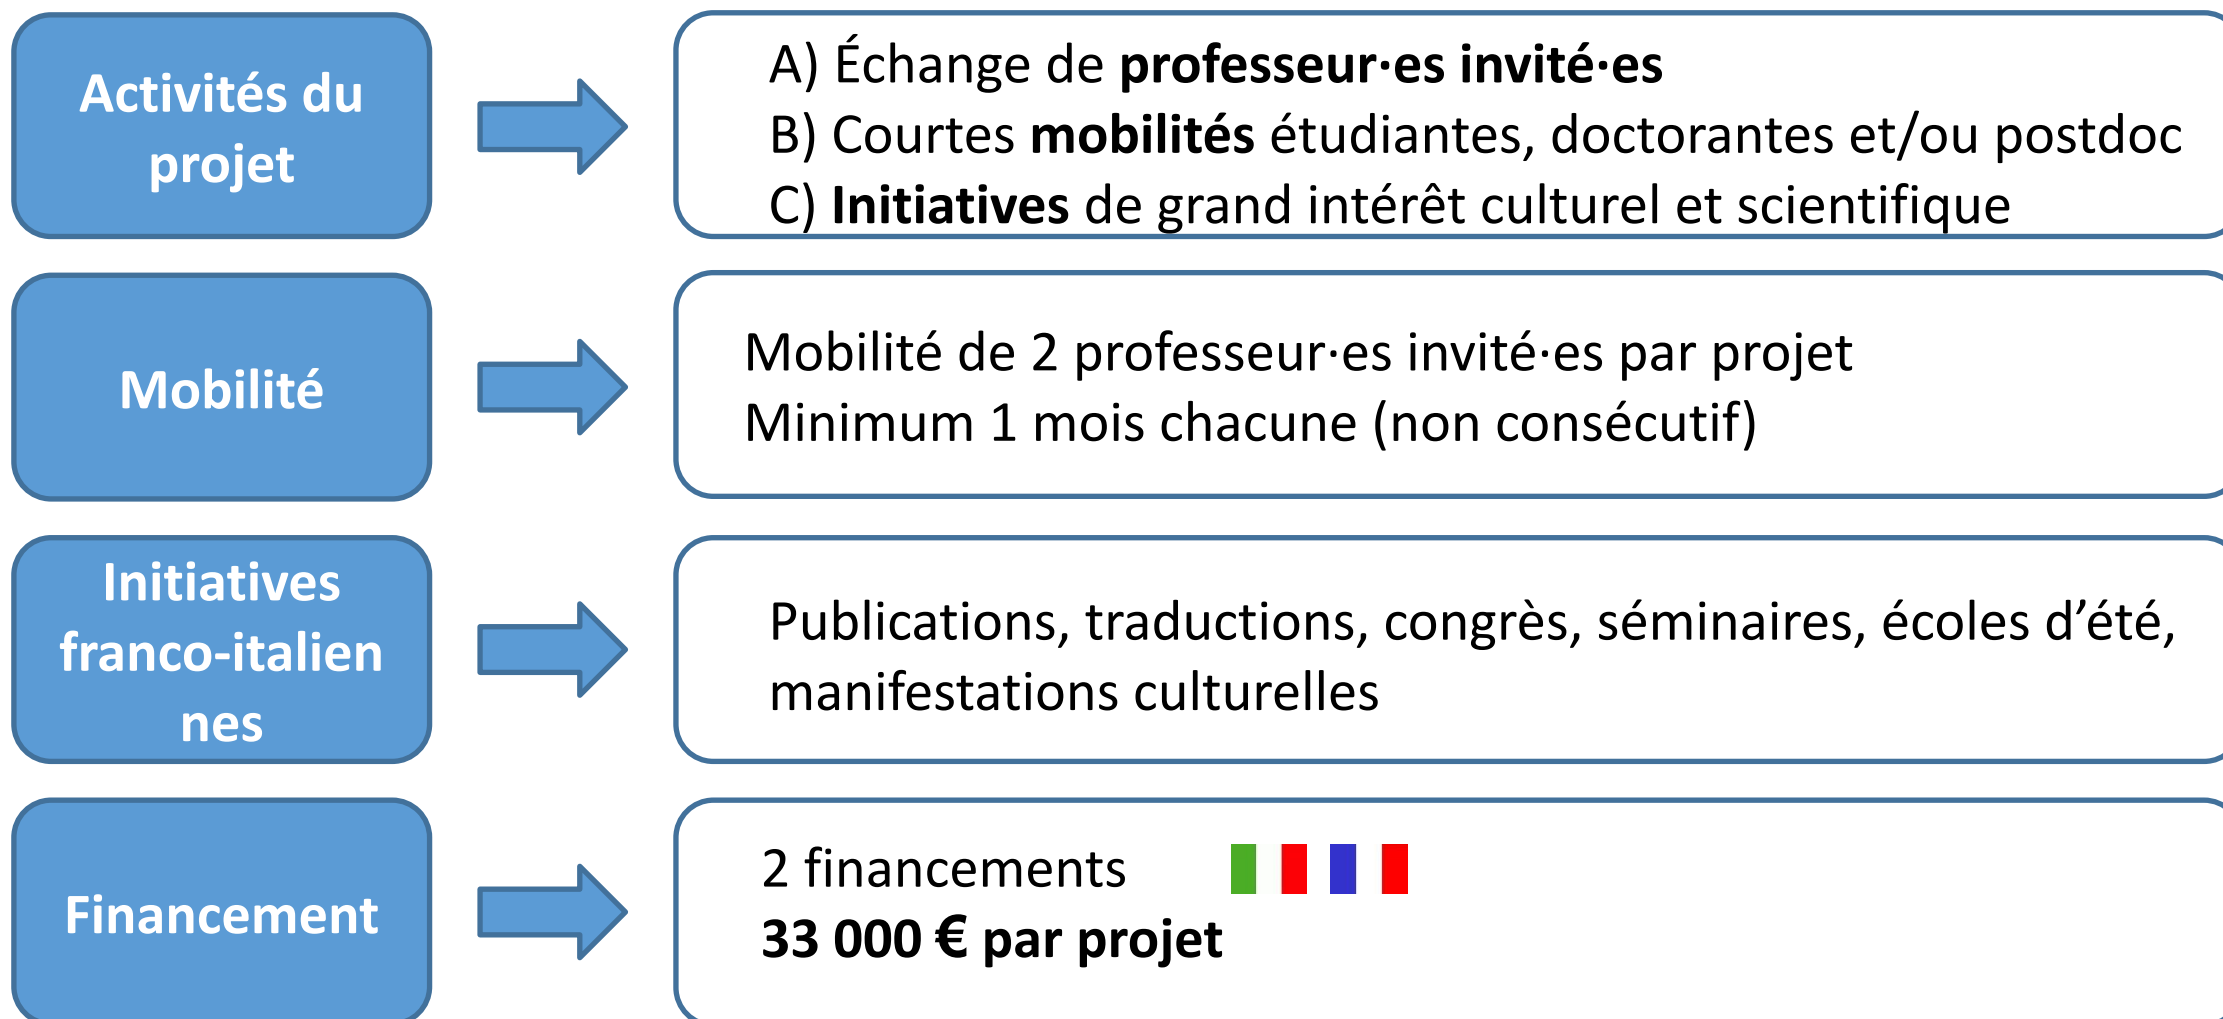 Activités du
projet
A) Échange de professeur·es invité·es
B) Courtes mobilités étudiantes, doctorantes et/ou postdoc
C) Initiatives de grand intérêt culturel et scientifique
Mobilité
Mobilité de 2 professeur·es invité·es par projet
Minimum 1 mois chacune (non consécutif)
Initiatives
franco-italien
nes
Publications, traductions, congrès, séminaires, écoles d’été,
manifestations culturelles
Financement
2 financements
33 000 € par projet